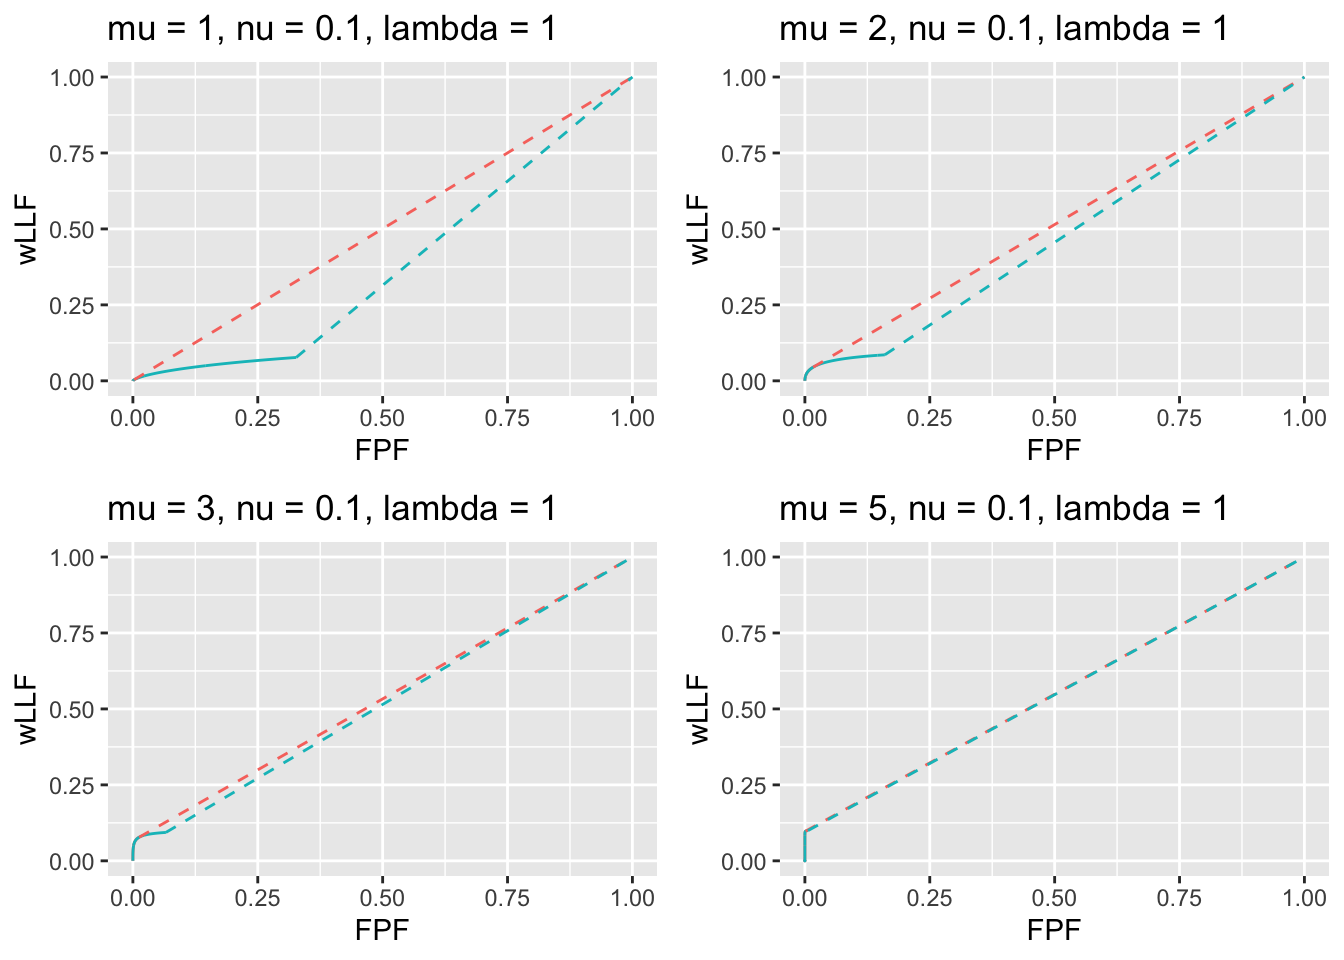 mu = 1, nu = 0.1, lambda = 1
1.00
0.75
0.50
0.25
0.00
wLLF
0.00 0.25 0.50 0.75 1.00
FPF
mu = 2, nu = 0.1, lambda = 1
1.00
0.75
0.50
0.25
0.00
wLLF
0.00 0.25 0.50 0.75 1.00
FPF
mu = 3, nu = 0.1, lambda = 1
1.00
0.75
0.50
0.25
0.00
wLLF
0.00 0.25 0.50 0.75 1.00
FPF
mu = 5, nu = 0.1, lambda = 1
1.00
0.75
0.50
0.25
0.00
wLLF
0.00 0.25 0.50 0.75 1.00
FPF